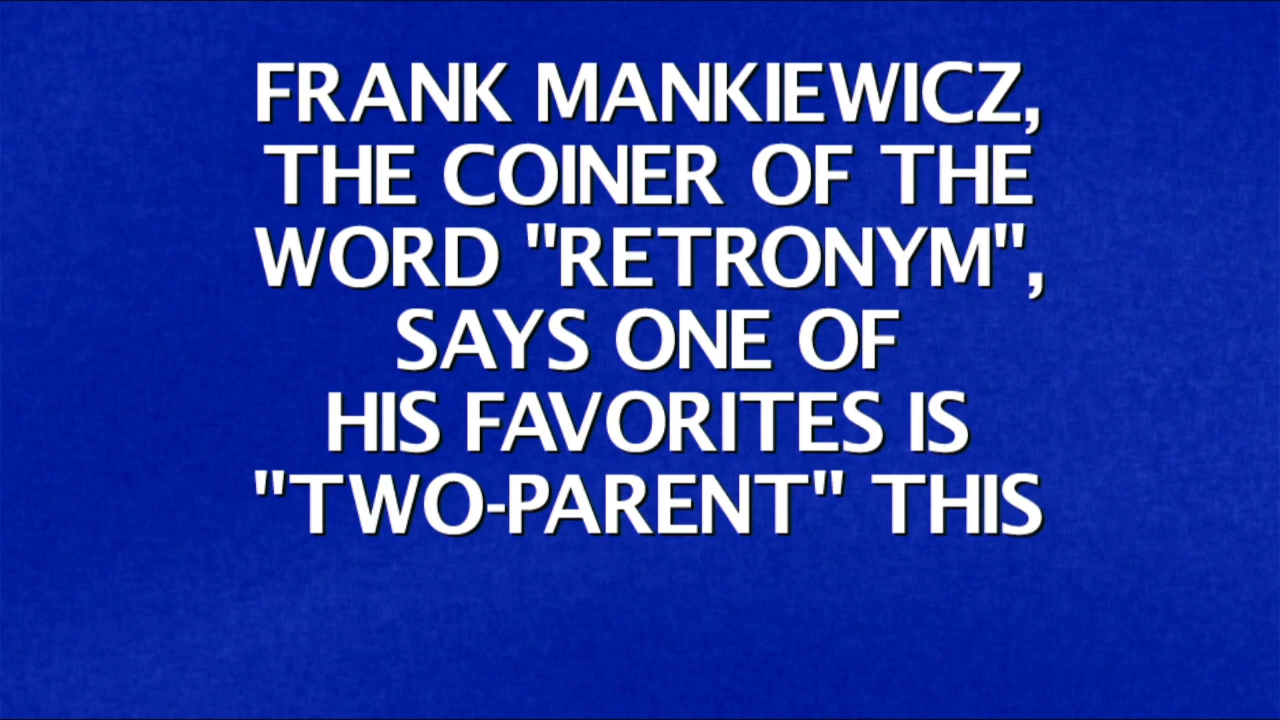 FRANK MANKIEWICZ,
THE COINER OF THE
WORD "RETRONYM",
SAYS ONE OF
HIS FAVORITES IS
"TWO-PARENT" THIS